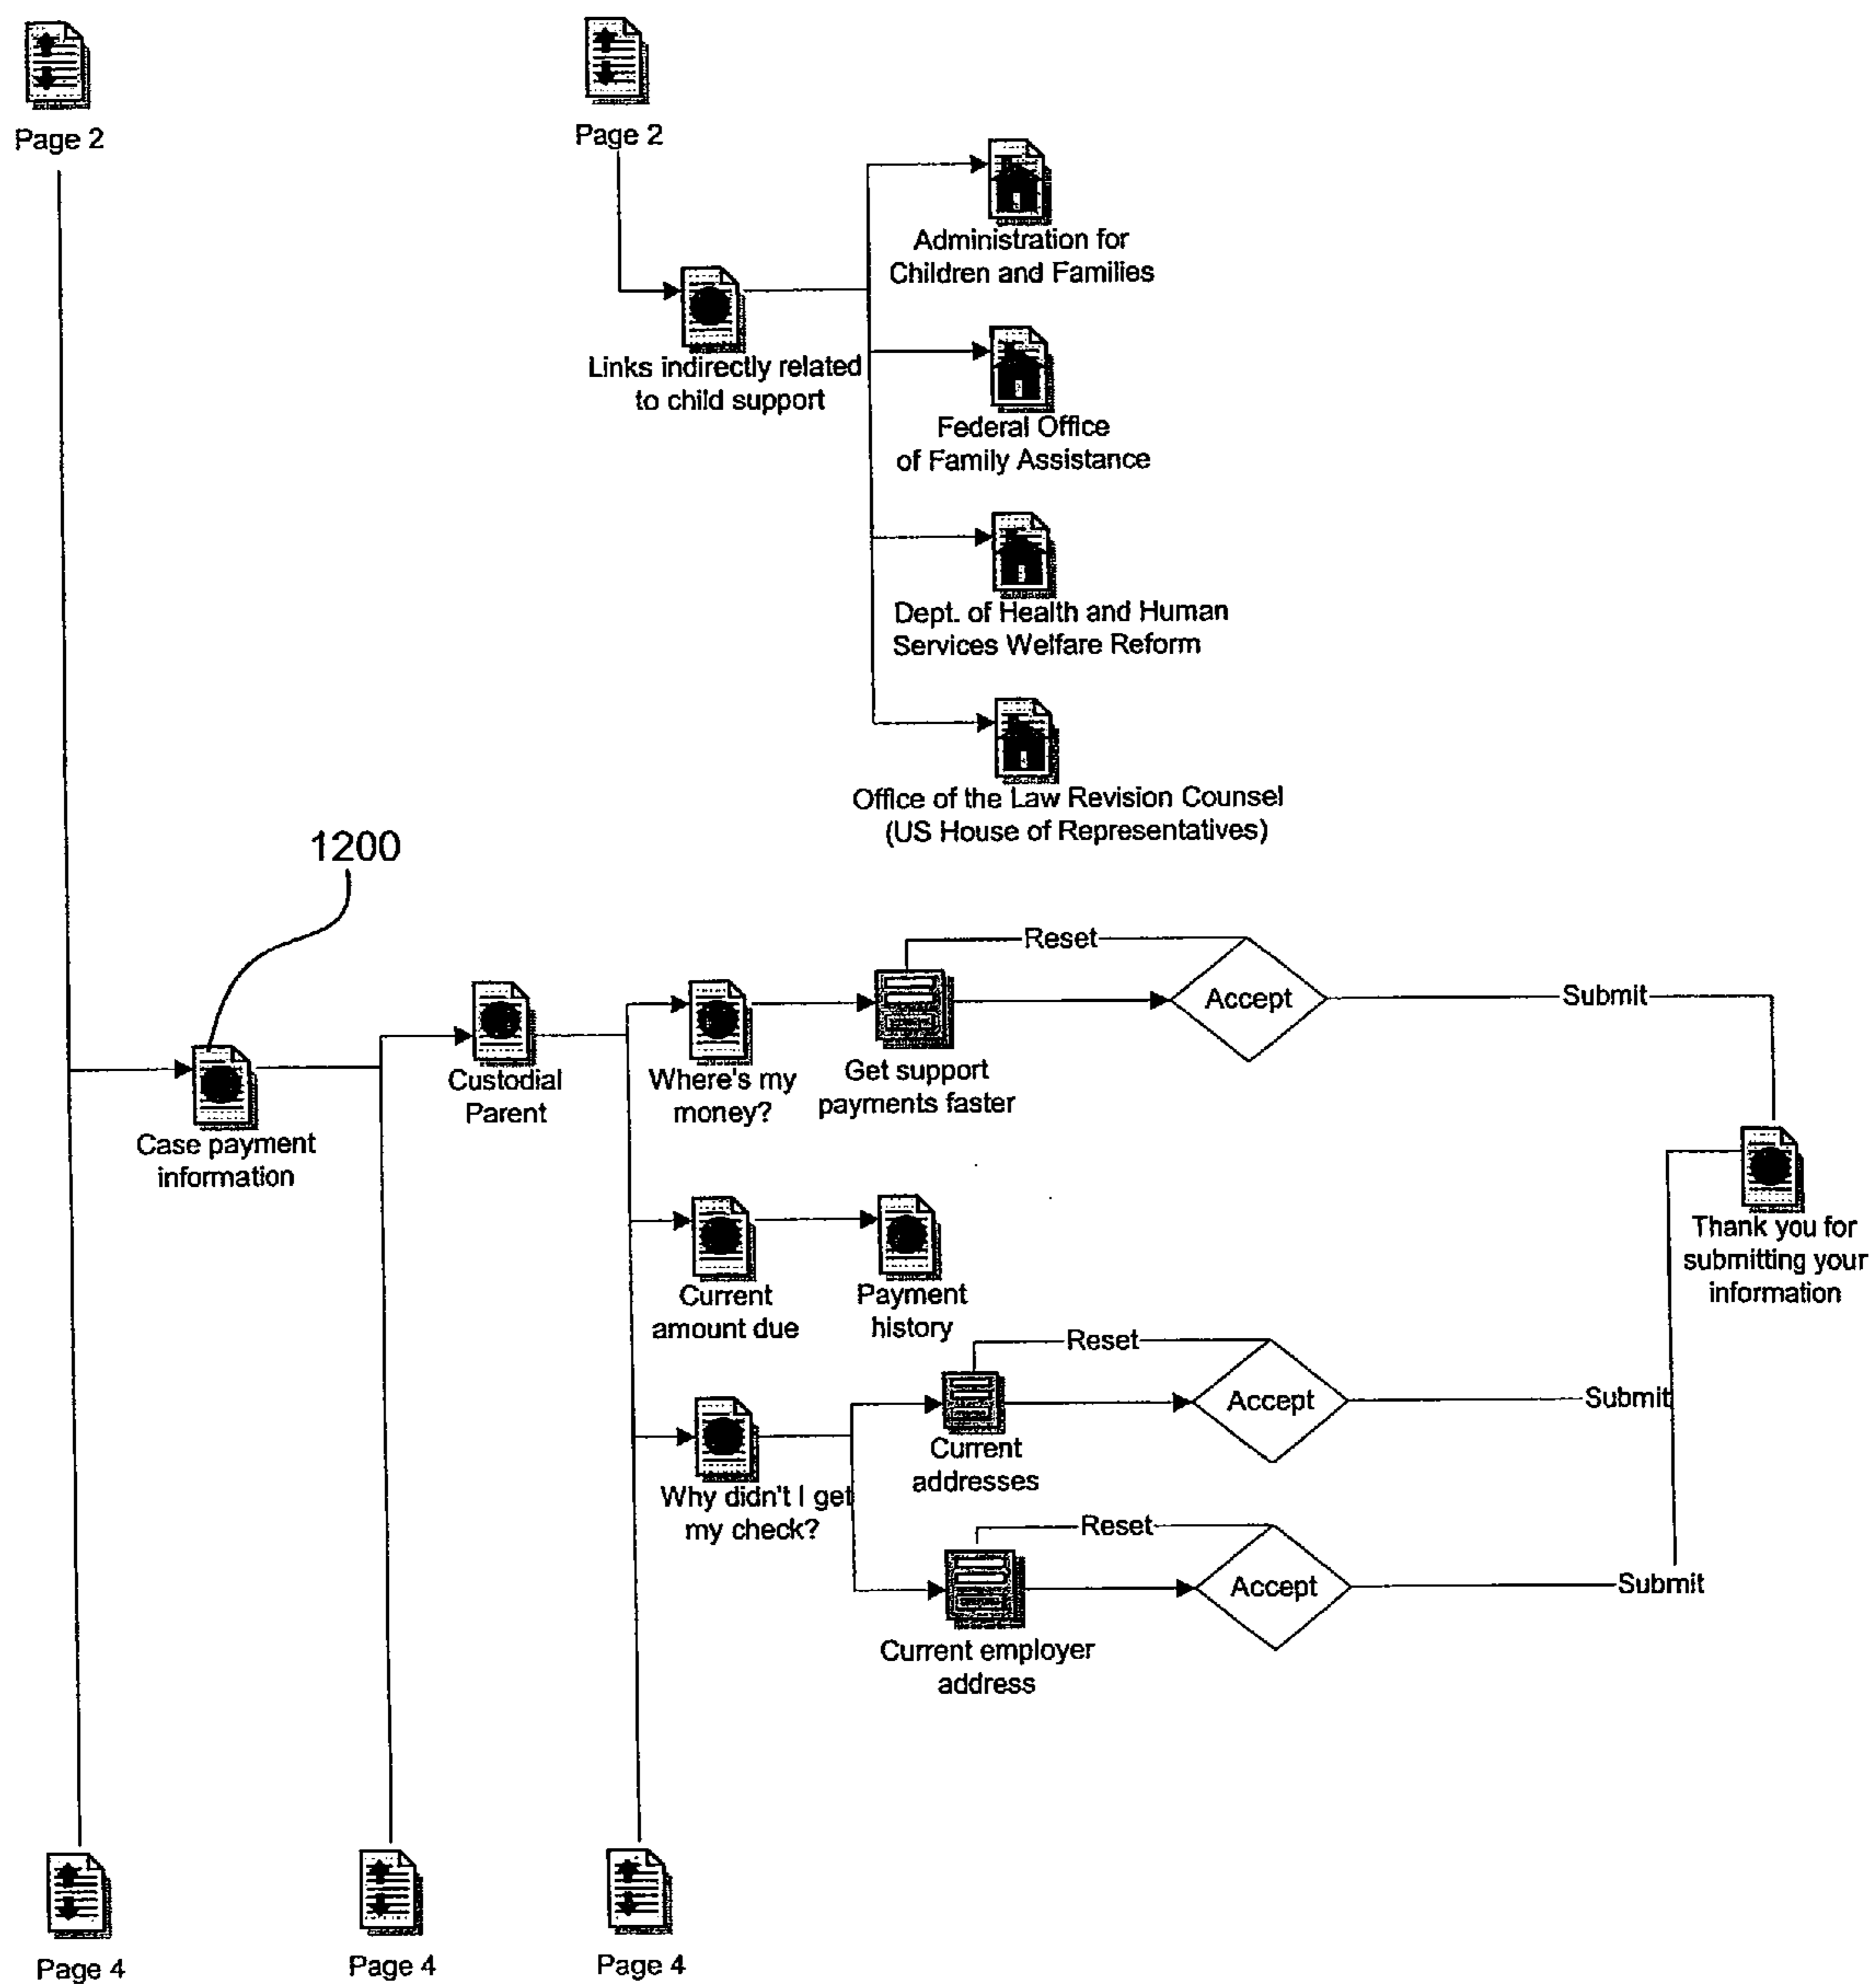 Page 2
Page 2
Administration for
Children and Families
Links indirectly related
to child support
Federal Office
of Family Assistance
Dept. of Health and Human
Services Welfare Reform
Office of the Law Revision Counsel
(US House of Representatives)
1200
Reset
Accept
Submit
Custodial
Parent
Where's my
money?
Get support
payments faster
Case payment
information
Thank you for
submitting your
information
Current
amount due
Payment
history
Reset
Accept
Submit
Current
addresses
Why didn't I get
my check?
Reset
Accept
Submit
Current employer
address
Page 4
Page 4
Page 4